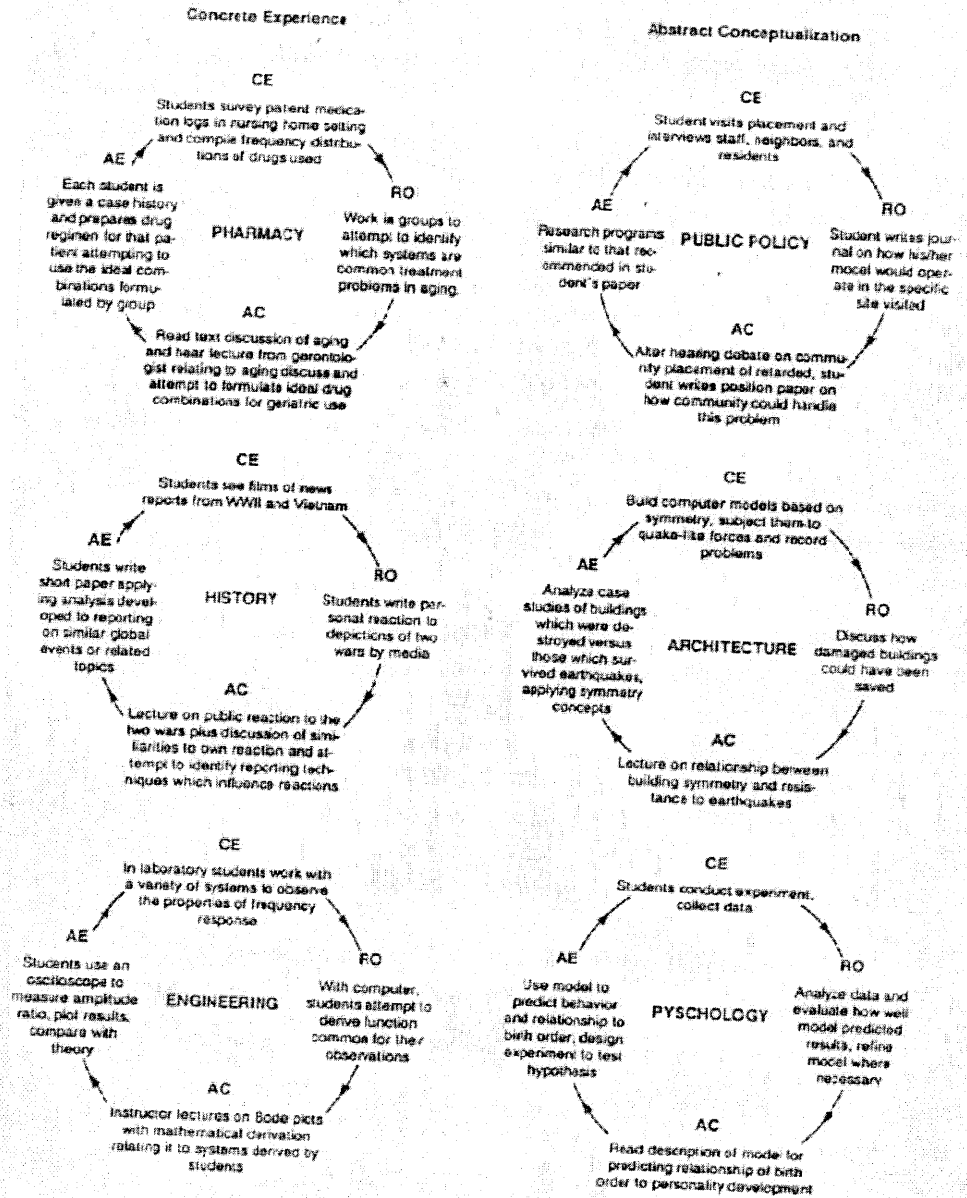 Concrete Experience
CE
Students survey patient medica-
tion logs in nursing home setting
and compile frequency distribu-
tions of drugs used
AE
Each student is
given a case history
and prepares drug
regimen for that pa-
tient attempting to
use the ideal com-
binations formu-
lated by group
PHARMACY
RO
Work in groups to
attempt to identify
which systems are
common treatment
problems in aging.
AC
Read text discussion of aging
and hear lecture from gerontolo-
gist relating to aging discuss and
attempt to formulate ideal drug
combinations for geriatric use
CE
Students see films of news
reports from WWII and Vietnam
AE
Students write
short paper apply-
ing analysis devel-
oped to reporting
on similar global
events or related
topics
HISTORY
RO
Students write per-
sonal reaction to
depictions of two
wars by media
AC
Lecture on public reaction to the
two wars plus discussion of simi-
liarities to own reaction and at-
tempt to identify reporting tech-
niques which influence reactions
CE
In laboratory students work with
a variety of systems to observe
the properties of frequency
response
AE
Students use an
osciloscope to
measure amplitude
ratio, plot results,
compare with
theory
ENGINEERING
RO
With computer,
students attempt to
derive function
common for their
observations
AC
Instructor lectures on Bode plots
with mathematical derivation
relating it to systems derived by
students
Abstract Conceptualization
CE
Student visits placement and
interviews staff, neighbors, and
residents
AE
Research programs
similar to that rec-
ommended in stu-
dent's paper
PUBLIC POLICY
RO
Student writes jour-
nal on how his/her
model would oper-
ate in the specific
site visited
AC
After hearing debate on commu-
nity placement of retarded, stu-
dent writes position paper on
how community could handle
this problem
CE
Build computer models based on
symmetry, subject them to
quake-like forces and record
problems
AE
Analyze case
studies of buildings
which were de-
stroyed versus
those which sur-
vived earthquakes,
applying symmetry
concepts
ARCHITECTURE
RO
Discuss how
damaged buildings
could have been
saved
AC
Lecture on relationship between
building symmetry and resis-
tance to earthquakes
CE
Students conduct experiment,
collect data
AE
Use model to
predict behavior
and relationship to
birth order, design
experiment to test
hypothesis
PYSCHOLOGY
RO
Analyze data and
evaluate how well
model predicted
results, refine
model where
necessary
AC
Read description of model for
predicting relationship of birth
order to personality development